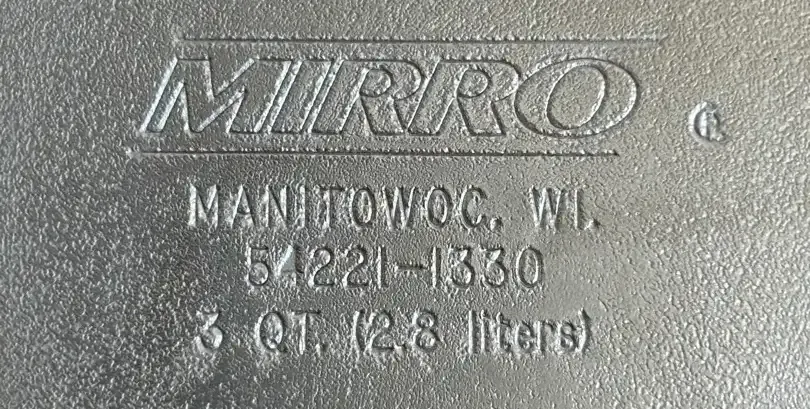 MIRRO ®
MANITOWOC, WI.
54221-1330
3 QT. (2.8 liters)